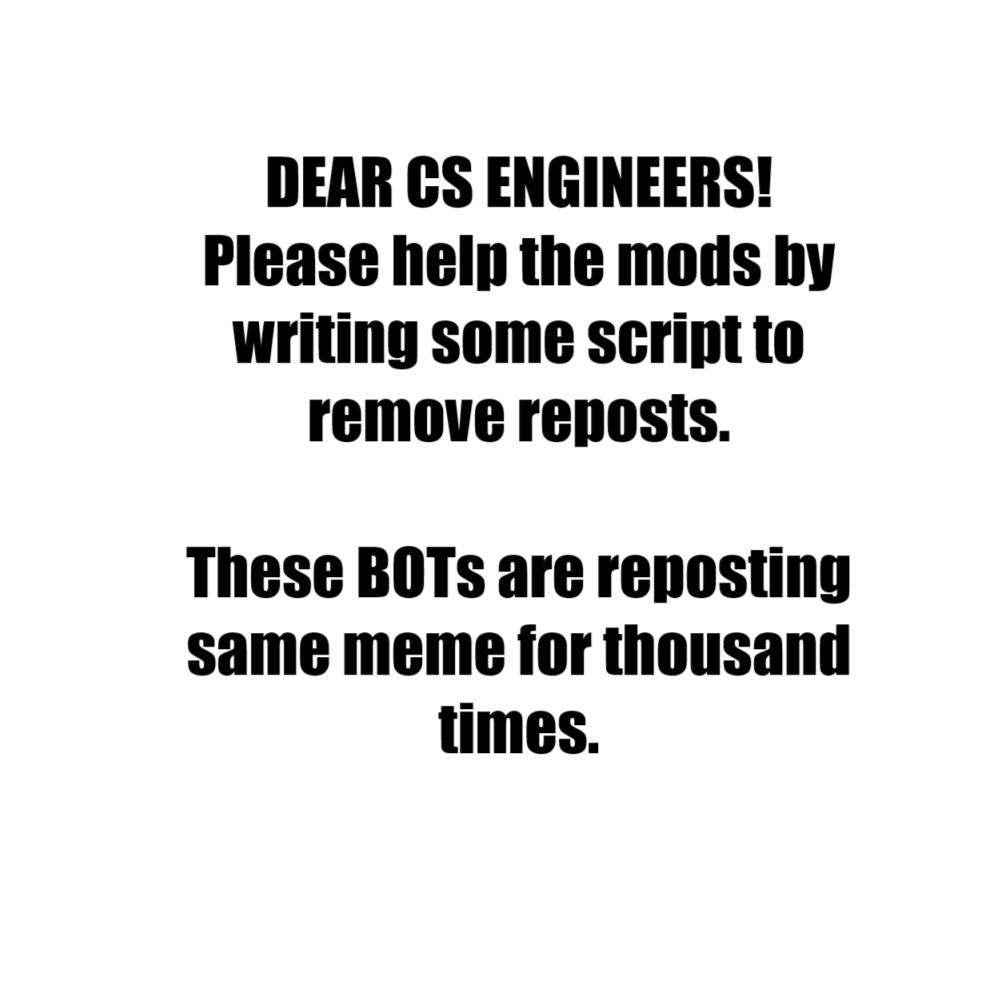 DEAR CS ENGINEERS!
Please help the mods by
writing some script to
remove reposts.
These BOTs are reposting
same meme for thousand
times.